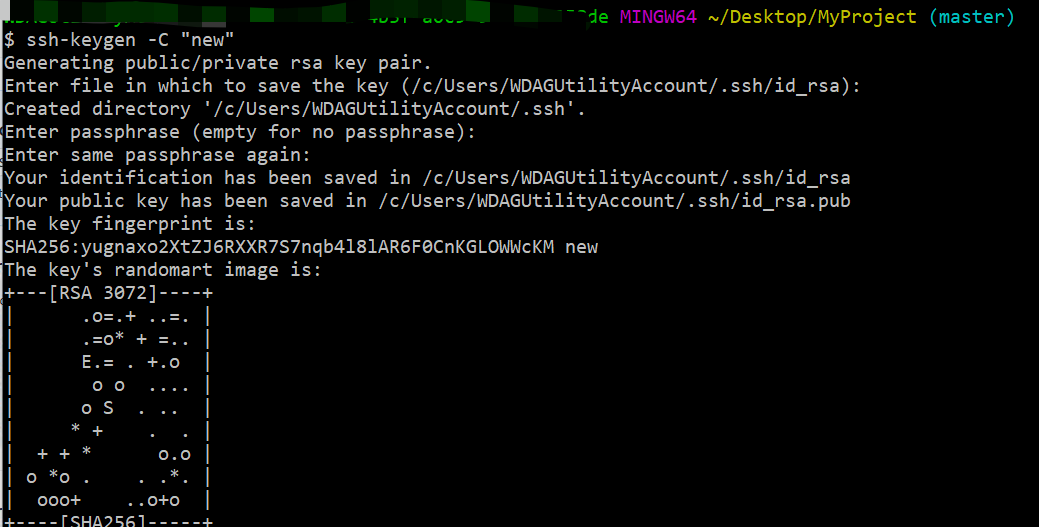 de MINGW64 ~/Desktop/MyProject (master)
$ ssh-keygen -C "new"
Generating public/private rsa key pair.
Enter file in which to save the key (/c/Users/WDAGUtilityAccount/.ssh/id_rsa):
Created directory '/c/Users/WDAGUtilityAccount/.ssh'.
Enter passphrase (empty for no passphrase):
Enter same passphrase again:
Your identification has been saved in /c/Users/WDAGUtilityAccount/.ssh/id_rsa
Your public key has been saved in /c/Users/WDAGUtilityAccount/.ssh/id_rsa.pub
The key fingerprint is:
SHA256:yugnaxo2XtZJ6RXXR7S7nqb4l8lAR6F0CnKGLOWWcKM new
The key's randomart image is:
+---[RSA 3072]----+
|      .o=.+ ..=. |
|      .=o* + =.. |
|      E.= . +.o  |
|       o o  .... |
|      o S  . ..  |
|     * +    .  . |
|  + + *      o.o |
| o *o .    . .*. |
|  ooo+    ..o+o  |
+----[SHA256]-----+